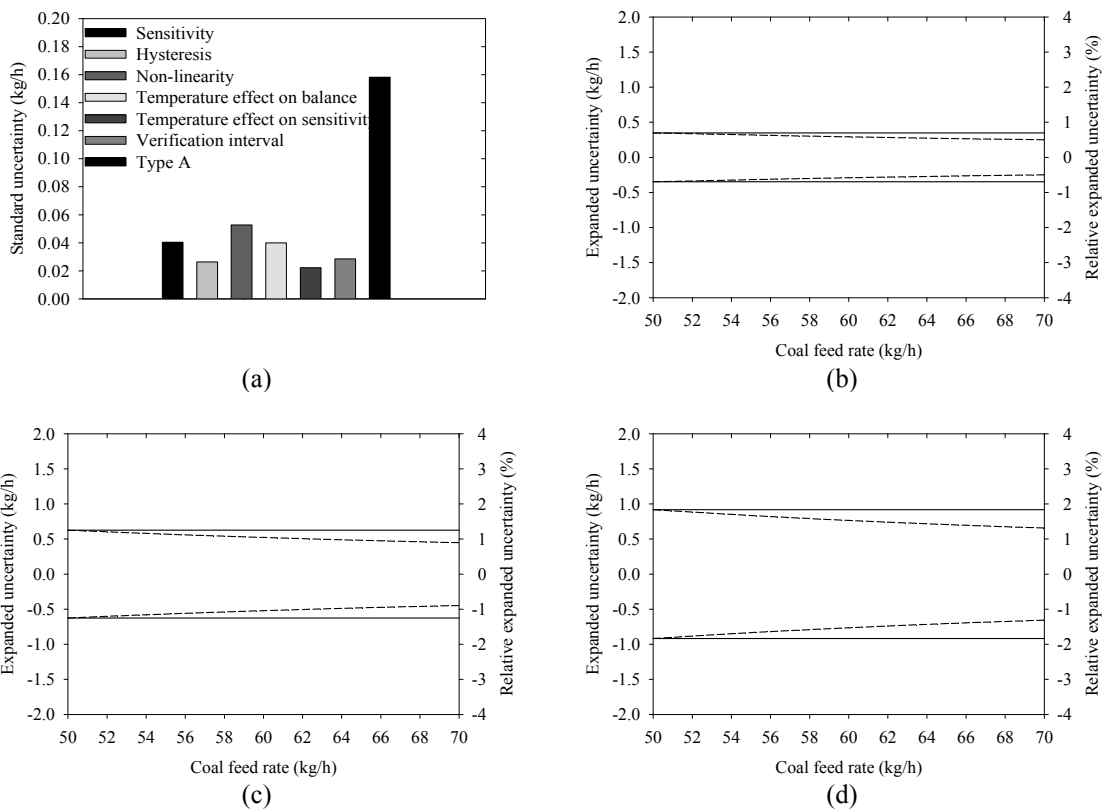 0.20
0.18
0.16
0.14
0.12
0.10
0.08
0.06
0.04
0.02
0.00
Standard uncertainty (kg/h)
Sensitivity
Hysteresis
Non-linearity
Temperature effect on balance
Temperature effect on sensitivity
Verification interval
Type A
(a)
2.0
1.5
1.0
0.5
0.0
-0.5
-1.0
-1.5
-2.0
Expanded uncertainty (kg/h)
4
3
2
1
0
-1
-2
-3
-4
Relative expanded uncertainty (%)
50 52 54 56 58 60 62 64 66 68 70
Coal feed rate (kg/h)
(b)
2.0
1.5
1.0
0.5
0.0
-0.5
-1.0
-1.5
-2.0
Expanded uncertainty (kg/h)
4
3
2
1
0
-1
-2
-3
-4
Relative expanded uncertainty (%)
50 52 54 56 58 60 62 64 66 68 70
Coal feed rate (kg/h)
(c)
2.0
1.5
1.0
0.5
0.0
-0.5
-1.0
-1.5
-2.0
Expanded uncertainty (kg/h)
4
3
2
1
0
-1
-2
-3
-4
Relative expanded uncertainty (%)
50 52 54 56 58 60 62 64 66 68 70
Coal feed rate (kg/h)
(d)